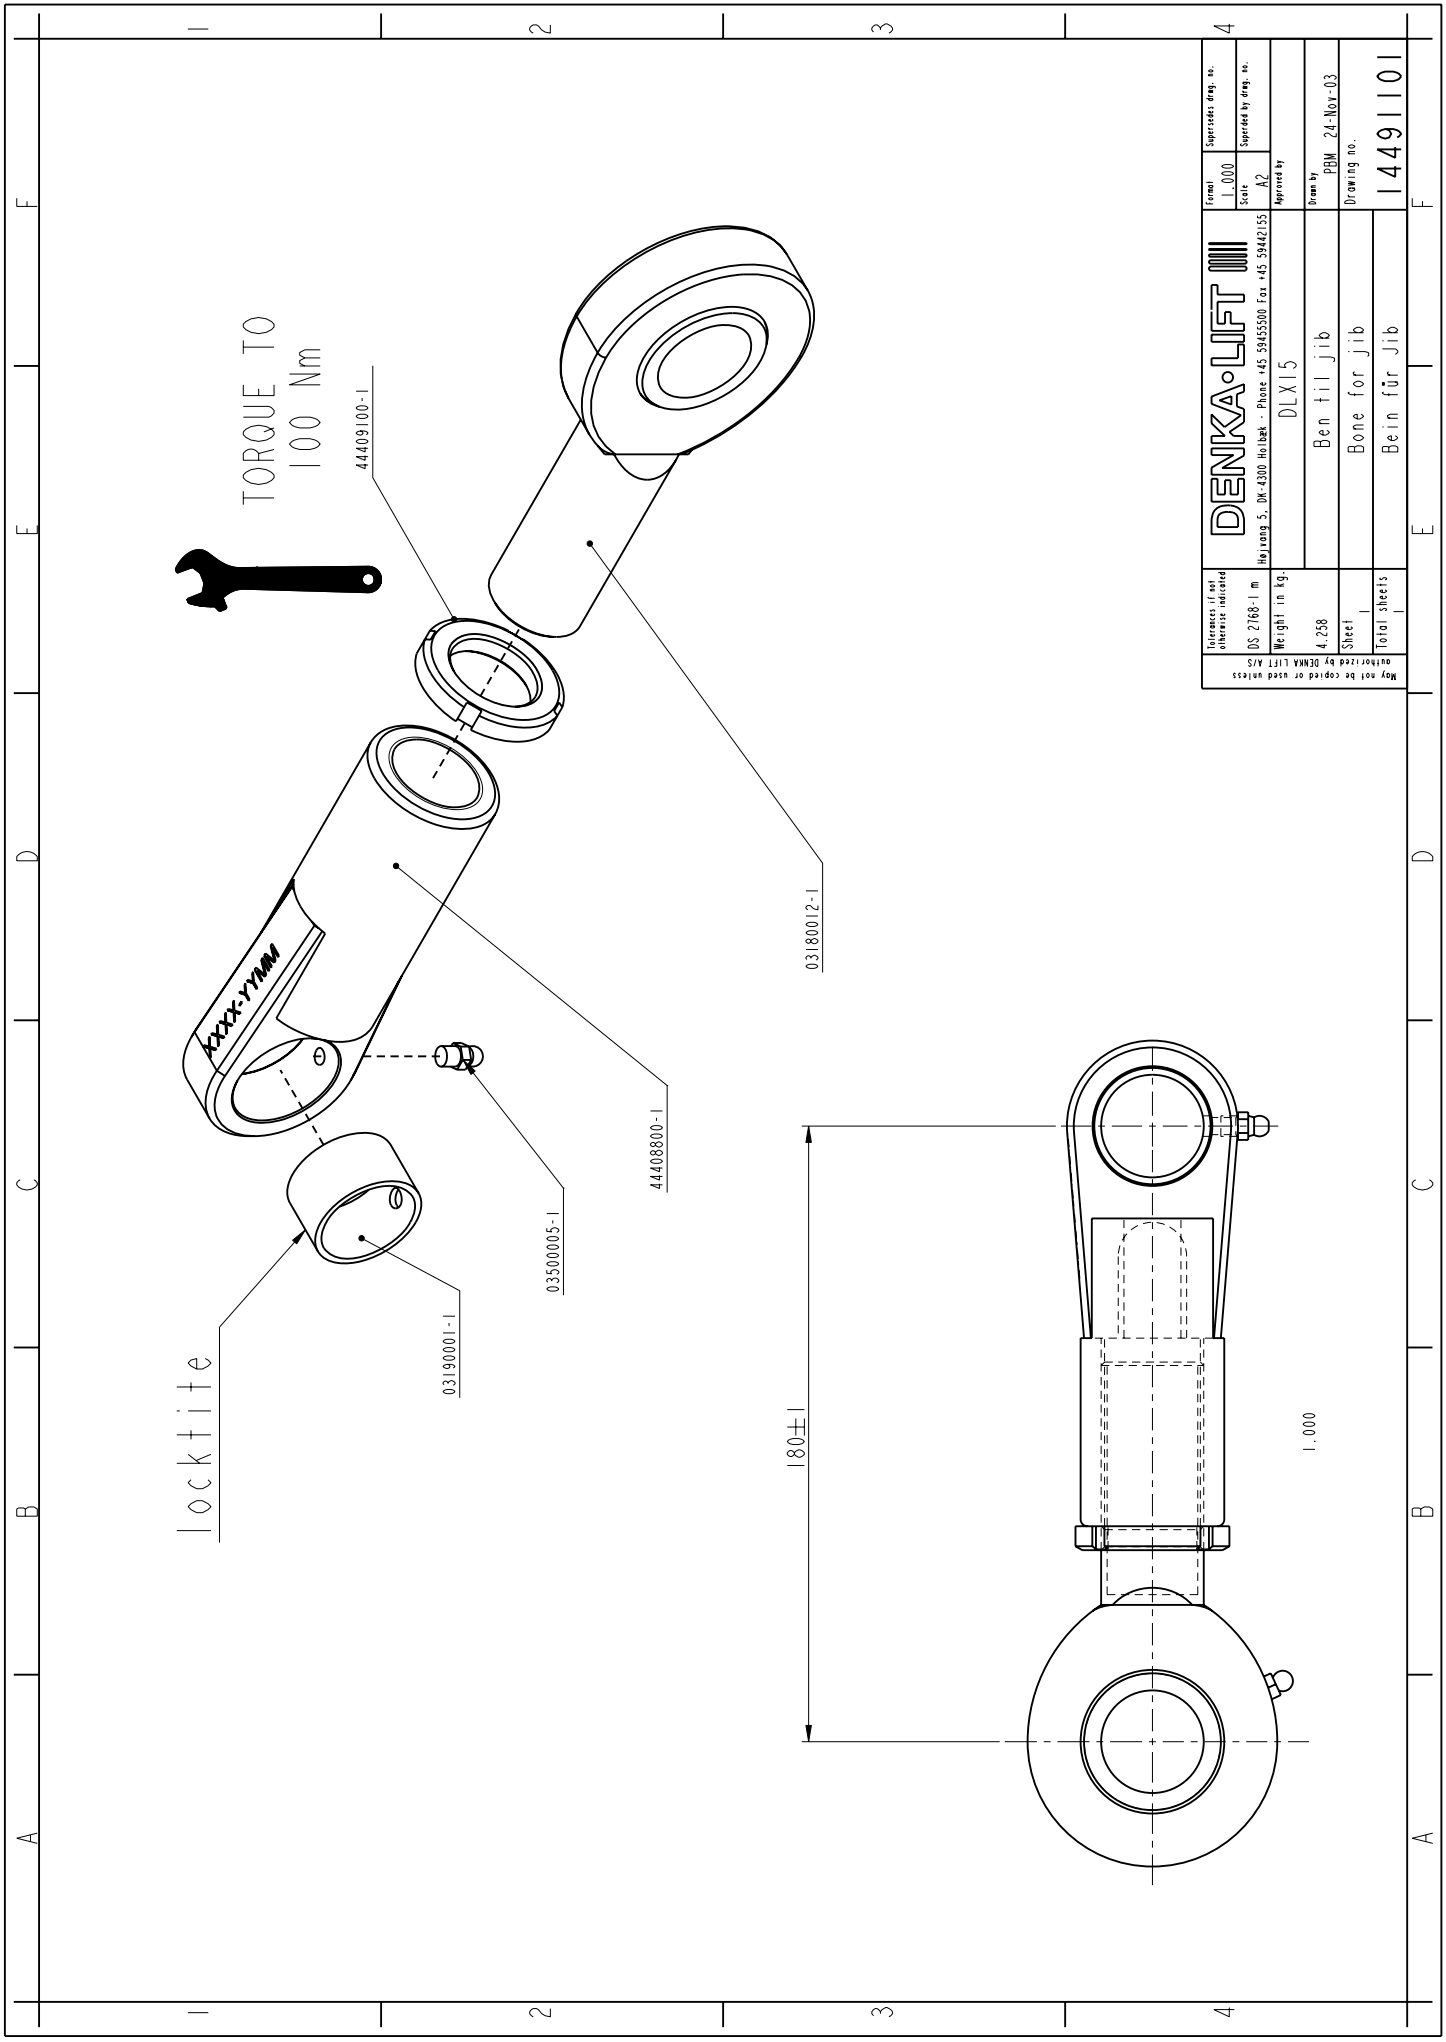 A
B
C
D
E
F
1
2
3
4
locktite
TORQUE TO
100 Nm
XXXX-YYMM
44409100-1
03190001-1
03500005-1
44408800-1
03180012-1
180±1
1.000
May not be copied or used unless
authorized by DENKA LIFT A/S
Tolerances if not
otherwise indicated
DS 2768-1 m
Weight in kg.
4.258
Sheet
1
Total sheets
1
DENKA•LIFT
Højvang 5, DK-4300 Holbæk - Phone +45 59455500 Fax +45 59442155
DLX15
Ben til jib
Bone for jib
Bein für Jib
Format
1.000
Supersedes drwg. no.
Scale
A2
Superded by drwg. no.
Approved by
Drawn by
PBM 24-Nov-03
Drawing no.
14491101
1
2
3
4
A
B
C
D
E
F